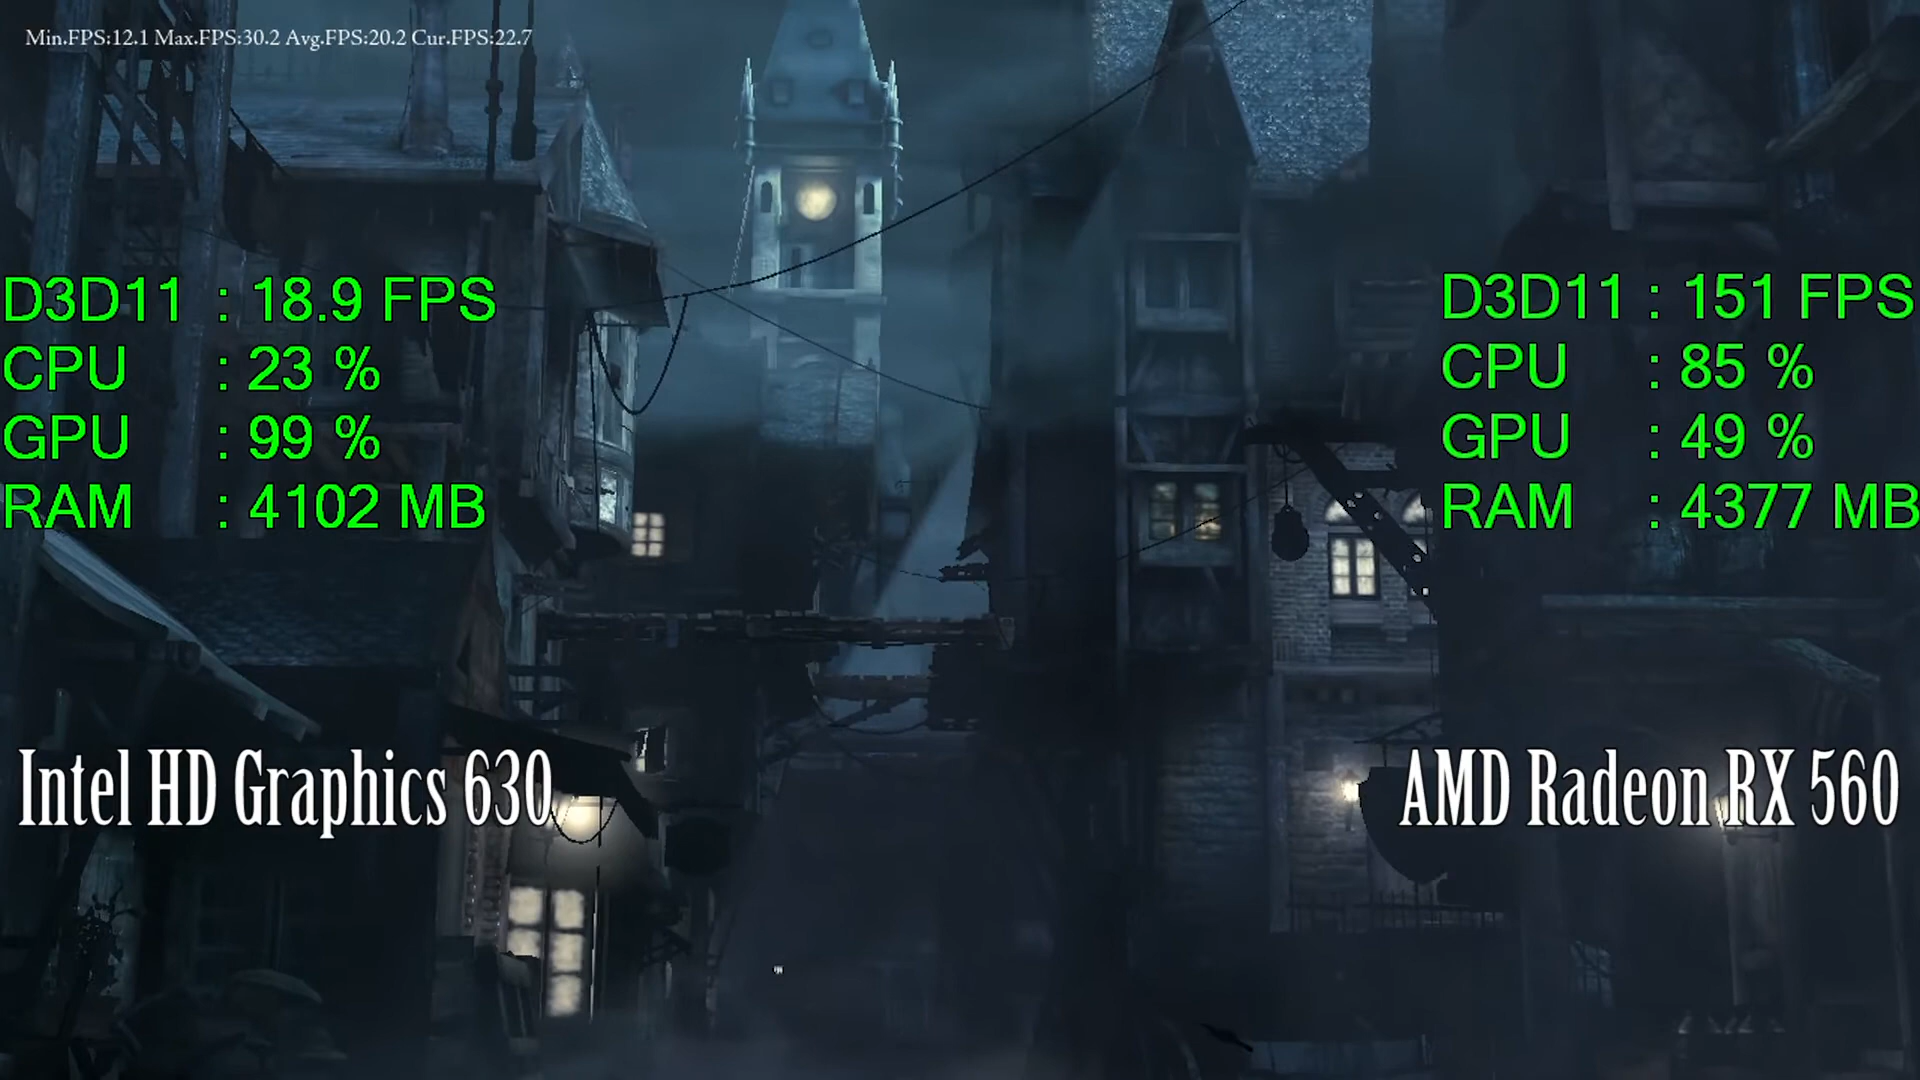 Min.FPS:12.1 Max.FPS:30.2 Avg.FPS:20.2 Cur.FPS:22.7
D3D11 : 18.9 FPS
CPU : 23 %
GPU : 99 %
RAM : 4102 MB
D3D11 : 151 FPS
CPU : 85 %
GPU : 49 %
RAM : 4377 MB
Intel HD Graphics 630
AMD Radeon RX 560